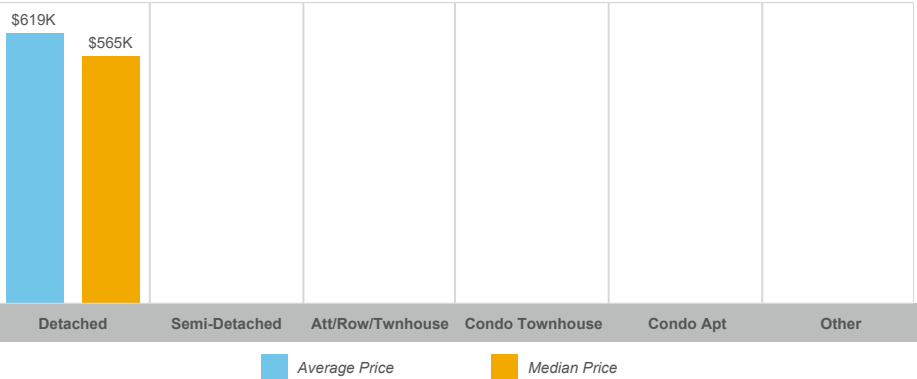 $619K
$565K
Detached Semi-Detached Att/Row/Twnhouse Condo Townhouse Condo Apt Other
Average Price Median Price